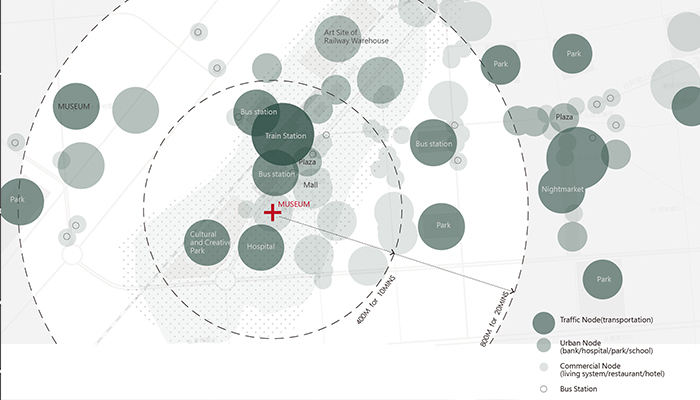 Art Site of
Railway Warehouse
Park
Park
MUSEUM
Bus station
Plaza
Train Station
Bus station
Plaza
Bus station
Mall
Nightmarket
Park
MUSEUM
Park
Cultural
and Creative
Park
Hospital
Park
400M for 10MINS
800M for 20MINS
Traffic Node(transportation)
Urban Node
(bank/hospital/park/school)
Commercial Node
(living system/restaurant/hotel)
Bus Station